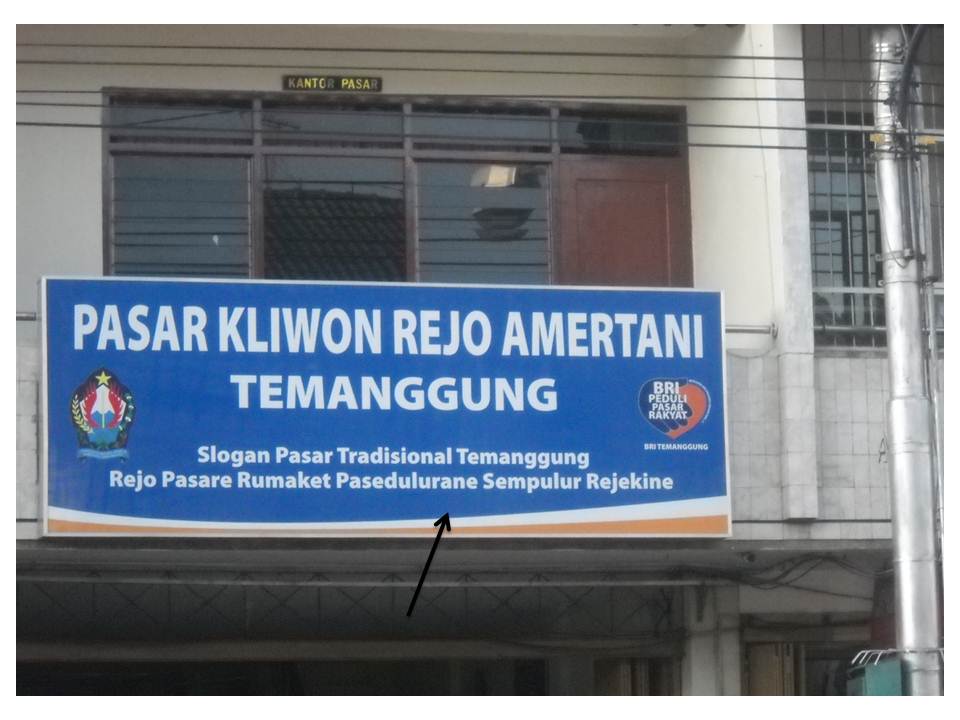 KANTOR PASAR
PASAR KLIWON REJO AMERTANI
TEMANGGUNG
BRI
PEDULI
PASAR
RAKYAT
BRI TEMANGGUNG
Slogan Pasar Tradisional Temanggung
Rejo Pasare Rumaket Pasedulurane Sempulur Rejekine